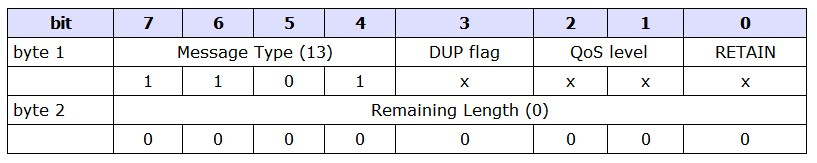 bit 7 6 5 4 3 2 1 0
byte 1 Message Type (13) DUP flag QoS level RETAIN
1 1 0 1 x x x x
byte 2 Remaining Length (0)
0 0 0 0 0 0 0 0